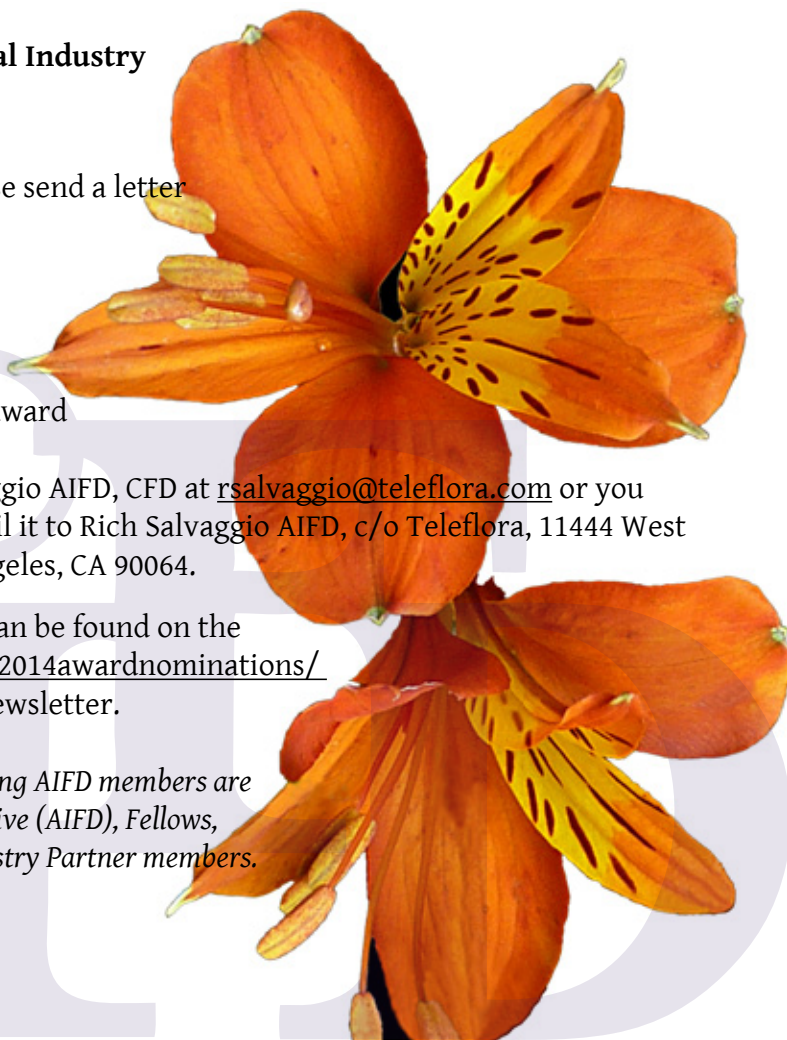 al Industry
e send a letter
ward
ggio AIFD, CFD at rsalvaggio@teleflora.com or you
il it to Rich Salvaggio AIFD, c/o Teleflora, 11444 West
geles, CA 90064.
an be found on the
2014awardnominations/
ewsletter.
ng AIFD members are
ive (AIFD), Fellows,
stry Partner members.